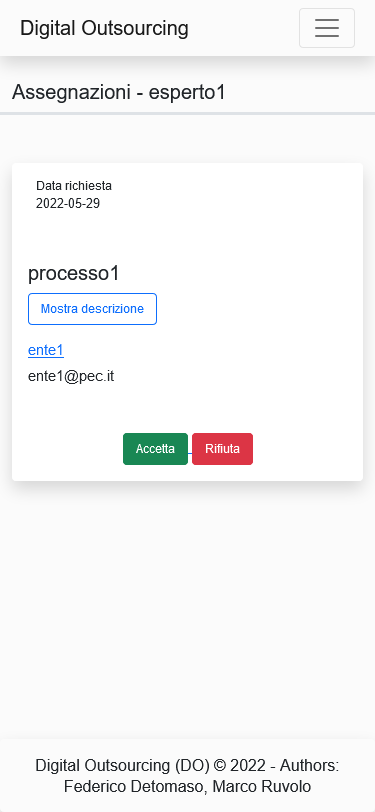 Digital Outsourcing
Assegnazioni - esperto1
Data richiesta
2022-05-29
processo1
Mostra descrizione
ente1
ente1@pec.it
Accetta Rifiuta
Digital Outsourcing (DO) © 2022 - Authors:
Federico Detomaso, Marco Ruvolo